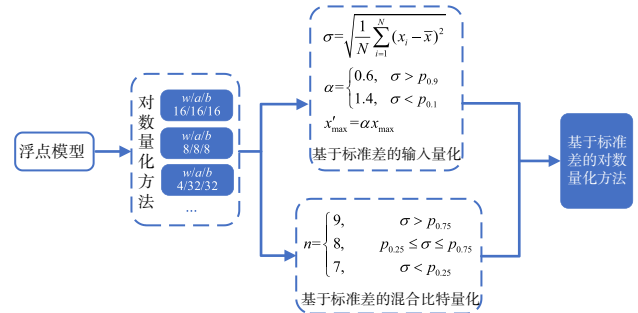 浮点模型
对数量化方法
w/a/b
16/16/16
w/a/b
8/8/8
w/a/b
4/32/32
...
σ=√(1/N ∑_{i=1}^{N} (x_i − x̄)²)
α={0.6, σ > p_{0.9}
1.4, σ < p_{0.1}
x′_{max}=αx_{max}
基于标准差的输入量化
n={9, σ > p_{0.75}
8, p_{0.25} ≤ σ ≤ p_{0.75}
7, σ < p_{0.25}
基于标准差的混合比特量化
基于标准
差的对数
量化方法